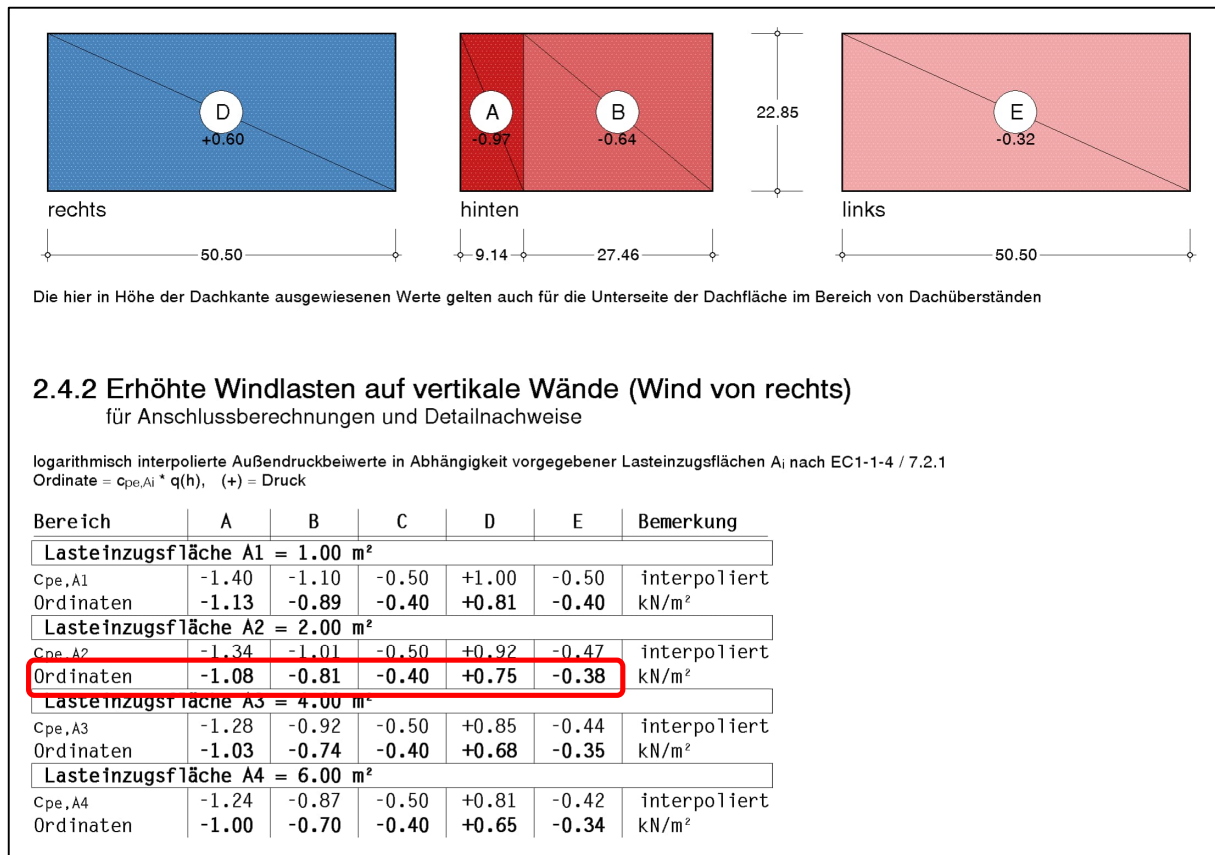 D
+0.60
A
-0.97
B
-0.64
22.85
E
-0.32
rechts
hinten
links
50.50
9.14
27.46
50.50
Die hier in Höhe der Dachkante ausgewiesenen Werte gelten auch für die Unterseite der Dachfläche im Bereich von Dachüberständen
2.4.2 Erhöhte Windlasten auf vertikale Wände (Wind von rechts)
für Anschlussberechnungen und Detailnachweise
logarithmisch interpolierte Außendruckbeiwerte in Abhängigkeit vorgegebener Lasteinzugsflächen Ai nach EC1-1-4 / 7.2.1
Ordinate = cpe,Ai * q(h), (+) = Druck
Bereich A B C D E Bemerkung
Lasteinzugsfläche A1 = 1.00 m²
cpe,A1 -1.40 -1.10 -0.50 +1.00 -0.50 interpoliert
Ordinaten -1.13 -0.89 -0.40 +0.81 -0.40 kN/m²
Lasteinzugsfläche A2 = 2.00 m²
cpe,A2 -1.34 -1.01 -0.50 +0.92 -0.47 interpoliert
Ordinaten -1.08 -0.81 -0.40 +0.75 -0.38 kN/m²
Lasteinzugsfläche A3 = 4.00 m²
cpe,A3 -1.28 -0.92 -0.50 +0.85 -0.44 interpoliert
Ordinaten -1.03 -0.74 -0.40 +0.68 -0.35 kN/m²
Lasteinzugsfläche A4 = 6.00 m²
cpe,A4 -1.24 -0.87 -0.50 +0.81 -0.42 interpoliert
Ordinaten -1.00 -0.70 -0.40 +0.65 -0.34 kN/m²